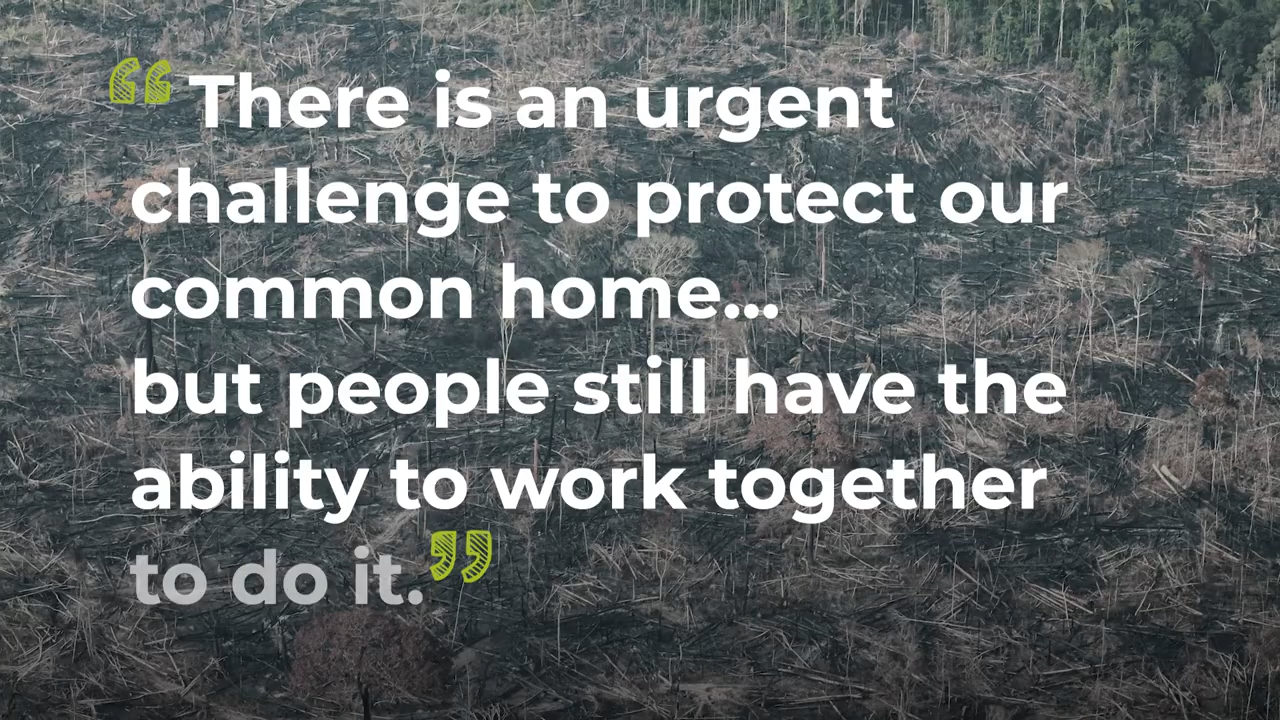 “There is an urgent
challenge to protect our
common home...
but people still have the
ability to work together
to do it.”